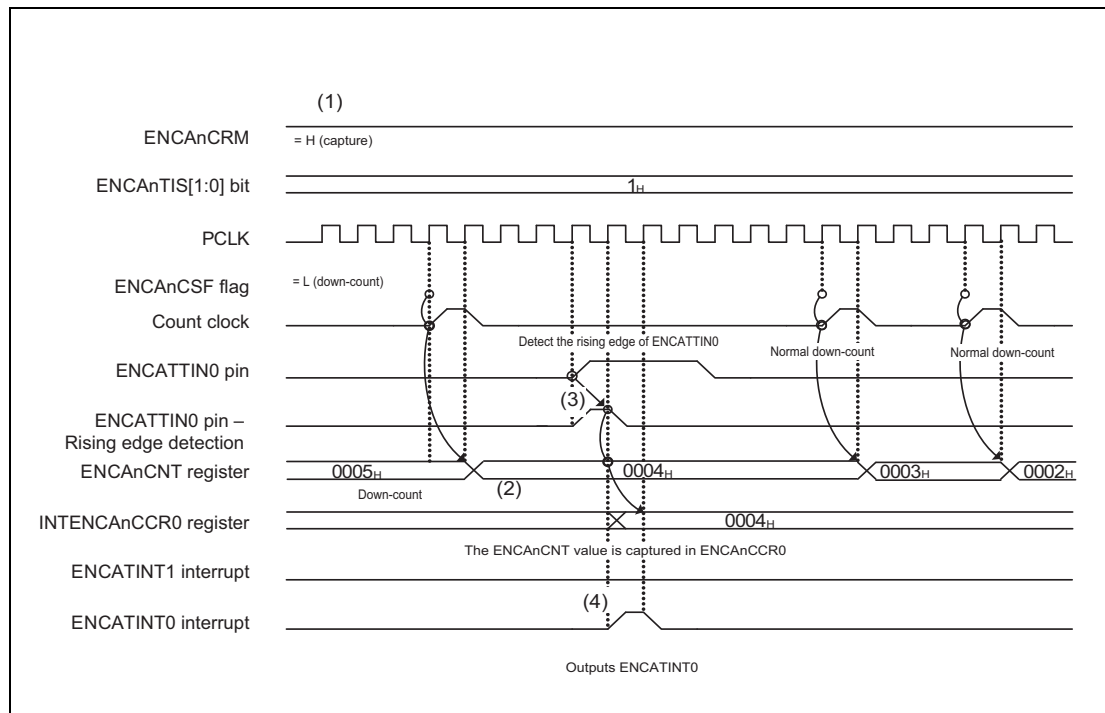 (1)
ENCAnCRM
= H (capture)
ENCAnTIS[1:0] bit
1H
PCLK
ENCAnCSF flag
= L (down-count)
Count clock
Detect the rising edge of ENCATTIN0
Normal down-count
Normal down-count
ENCATTIN0 pin
(3)
ENCATTIN0 pin –
Rising edge detection
ENCAnCNT register
0005H
0004H
0003H
0002H
Down-count
(2)
INTENCAnCCR0 register
0004H
The ENCAnCNT value is captured in ENCAnCCR0
ENCATINT1 interrupt
(4)
ENCATINT0 interrupt
Outputs ENCATINT0